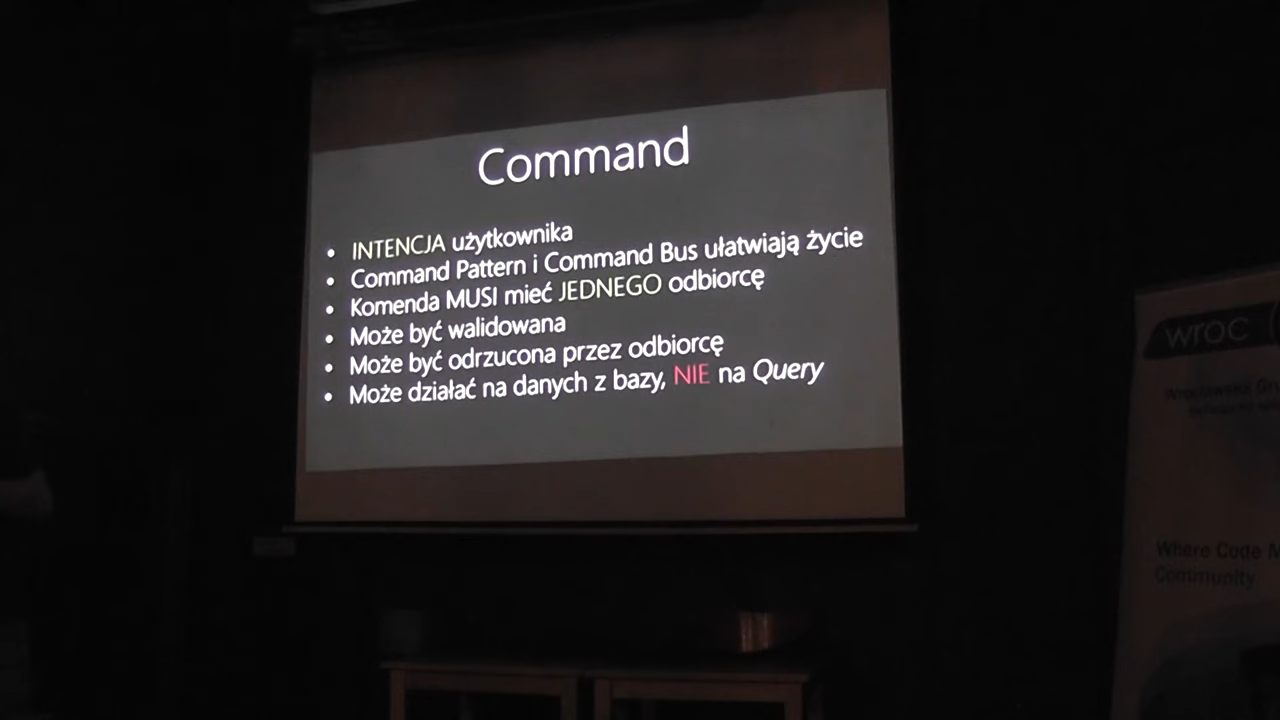 Command
• INTENCJA użytkownika
• Command Pattern i Command Bus ułatwiają życie
• Komenda MUSI mieć JEDNEGO odbiorcę
• Może być walidowana
• Może być odrzucona przez odbiorcę
• Może działać na danych z bazy, NIE na Query
wroc
Where Code M
Community